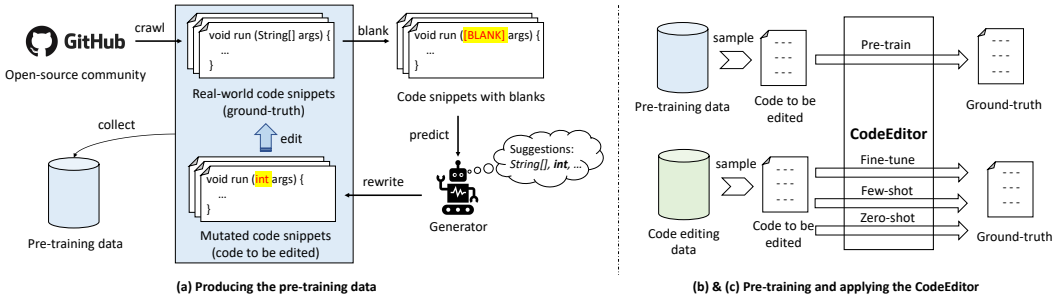 GitHub
Open-source community
crawl
void run (String[] args) {
…
}
Real-world code snippets
(ground-truth)
blank
void run ([BLANK] args) {
…
}
Code snippets with blanks
predict
Suggestions:
String[], int, …
Generator
rewrite
void run (int args) {
…
}
Mutated code snippets
(code to be edited)
edit
collect
Pre-training data
(a) Producing the pre-training data
Pre-training data
sample
Code to be
edited
Pre-train
Ground-truth
CodeEditor
Code editing
data
sample
Code to be
edited
Fine-tune
Few-shot
Zero-shot
Ground-truth
(b) & (c) Pre-training and applying the CodeEditor